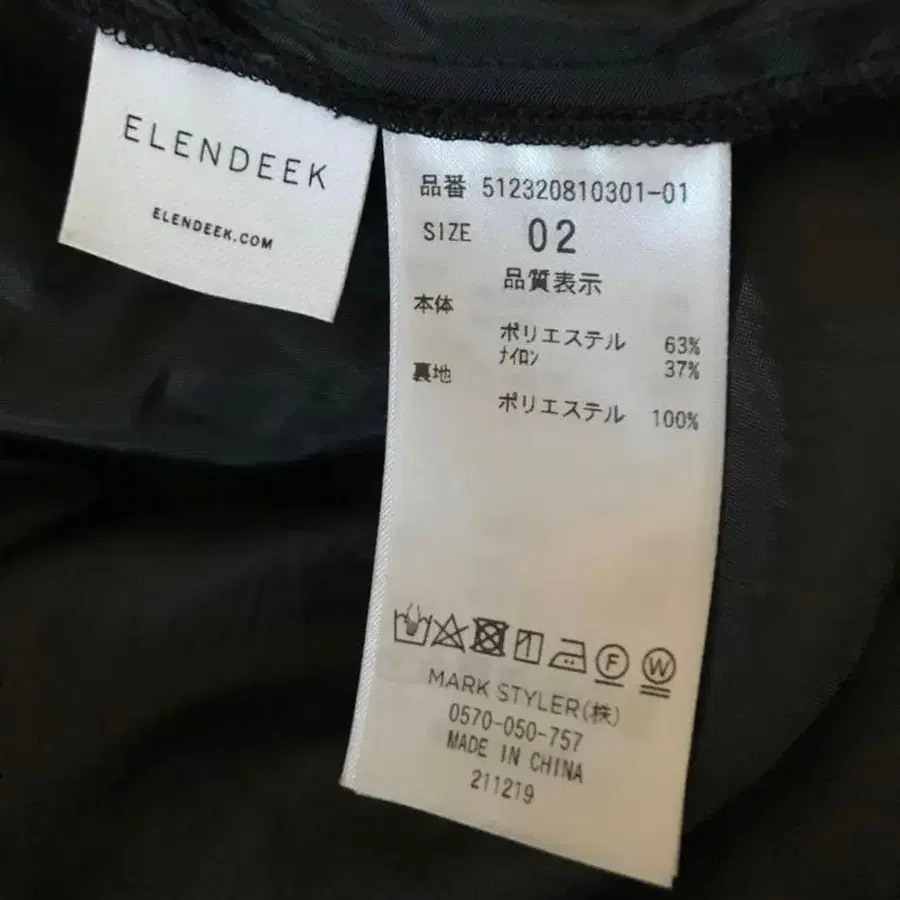 ELENDEEK
ELENDEEK.COM
品番 512320810301-01
SIZE 02
品質表示
本体
ポリエステル 63%
ﾅｲﾛﾝ 37%
裏地
ポリエステル 100%
F
W
MARK STYLER(株)
0570-050-757
MADE IN CHINA
211219